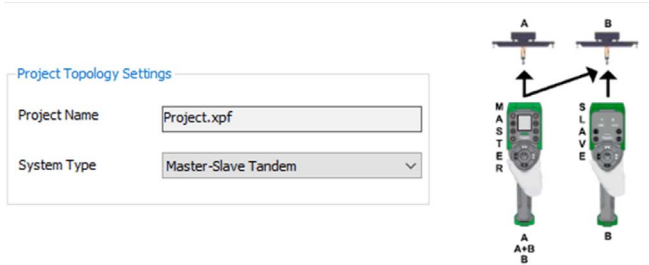 Project Topology Settings
Project Name
Project.xpf
System Type
Master-Slave Tandem
A
B
MASTER
SLAVE
A
A+B
B
B